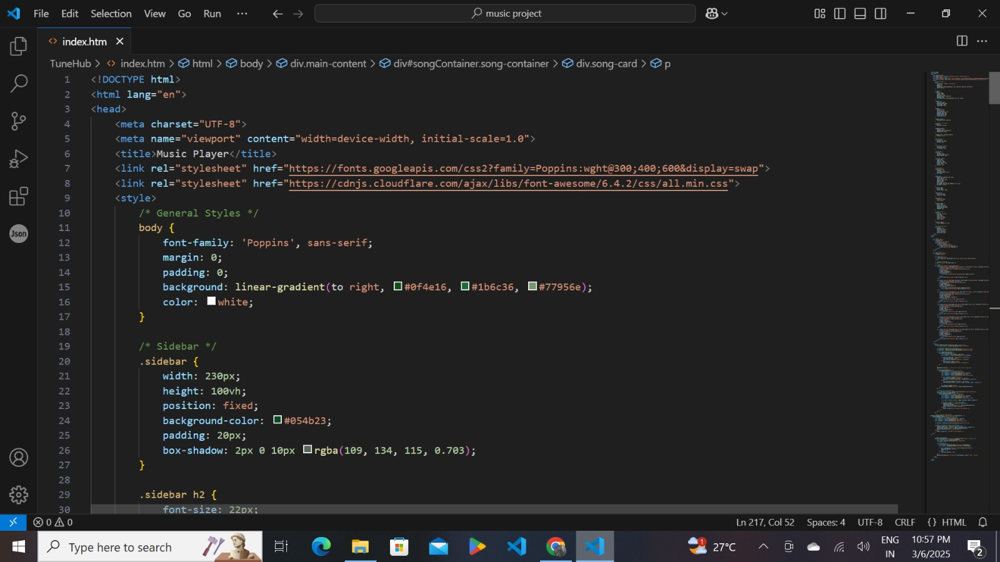 File Edit Selection View Go Run ··· music project
index.htm
TuneHub > index.htm > html > body > div.main-content > div#songContainer.song-container > div.song-card > p
1 <!DOCTYPE html>
2 <html lang="en">
3 <head>
4 <meta charset="UTF-8">
5 <meta name="viewport" content="width=device-width, initial-scale=1.0">
6 <title>Music Player</title>
7 <link rel="stylesheet" href="https://fonts.googleapis.com/css2?family=Poppins:wght@300;400;600&display=swap">
8 <link rel="stylesheet" href="https://cdnjs.cloudflare.com/ajax/libs/font-awesome/6.4.2/css/all.min.css">
9 <style>
10 /* General Styles */
11 body {
12 font-family: 'Poppins', sans-serif;
13 margin: 0;
14 padding: 0;
15 background: linear-gradient(to right, #0f4e16, #1b6c36, #77956e);
16 color: white;
17 }
18
19 /* Sidebar */
20 .sidebar {
21 width: 230px;
22 height: 100vh;
23 position: fixed;
24 background-color: #054b23;
25 padding: 20px;
26 box-shadow: 2px 0 10px rgba(109, 134, 115, 0.703);
27 }
28
29 .sidebar h2 {
30 font-size: 22px;
Json
0 0 Ln 217, Col 52 Spaces: 4 UTF-8 CRLF {} HTML
Type here to search
1 27°C
ENG
IN
10:57 PM
3/6/2025
2